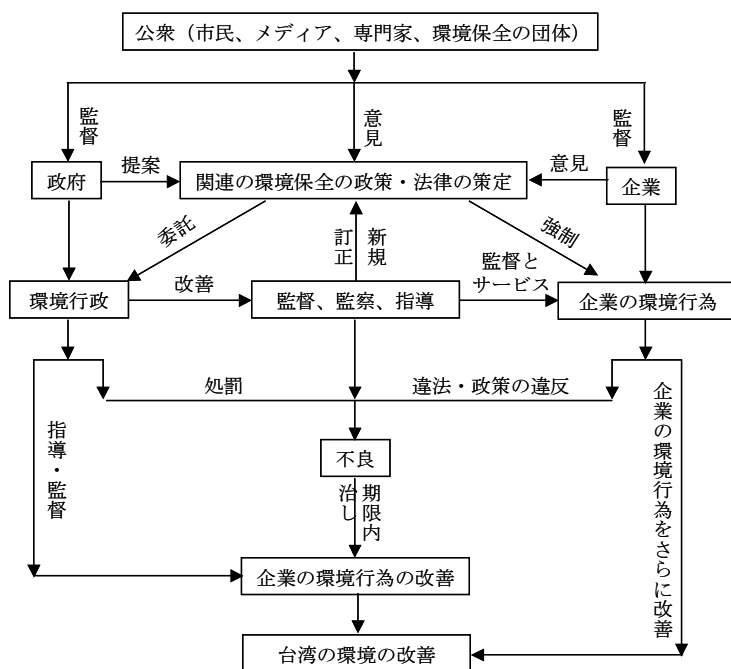 公衆（市民、メディア、専門家、環境保全の団体）
監督
意見
監督
政府
提案
関連の環境保全の政策・法律の策定
意見
企業
委託
訂正
新規
強制
環境行政
改善
監督、監察、指導
監督と
サービス
企業の環境行為
処罰
違法・政策の違反
指導・監督
不良
企業の環境行為をさらに改善
期限内
治し
企業の環境行為の改善
台湾の環境の改善